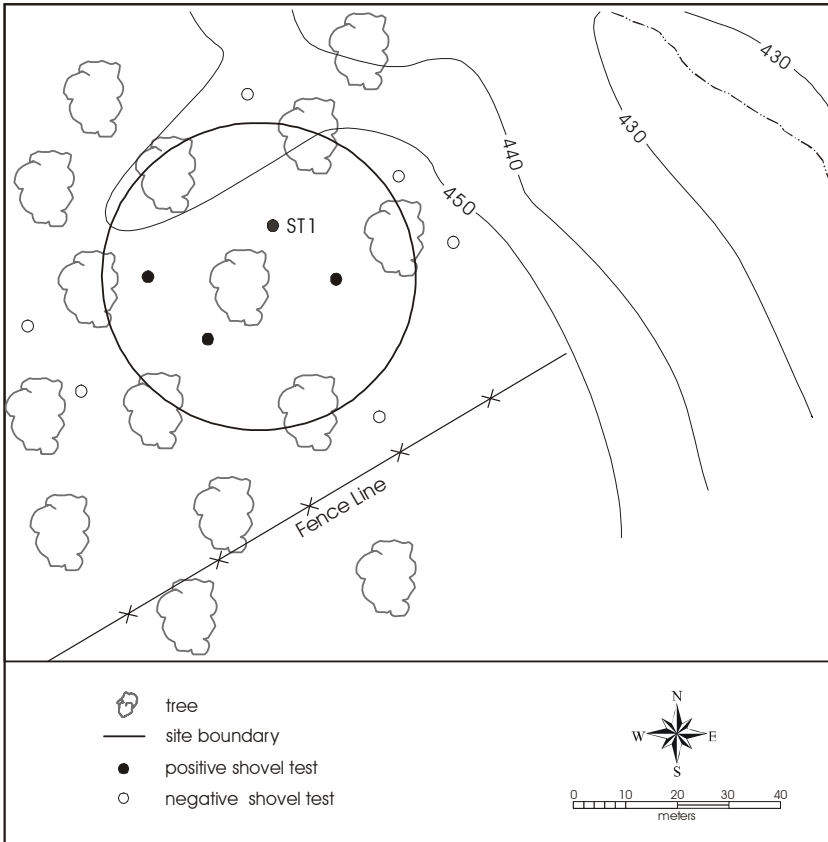 430
430
440
450
ST1
Fence Line
tree
site boundary
positive shovel test
negative shovel test
N
W E
S
0 10 20 30 40
meters